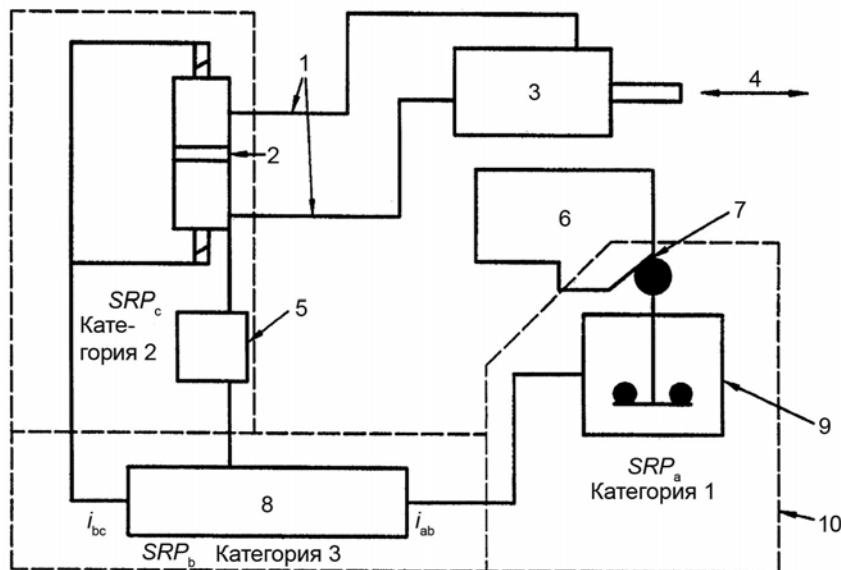 1
3
4
2
6
7
SRPc
Кате-
гория 2
5
9
SRPa
Категория 1
8
10
ibc
iab
SRPb Категория 3